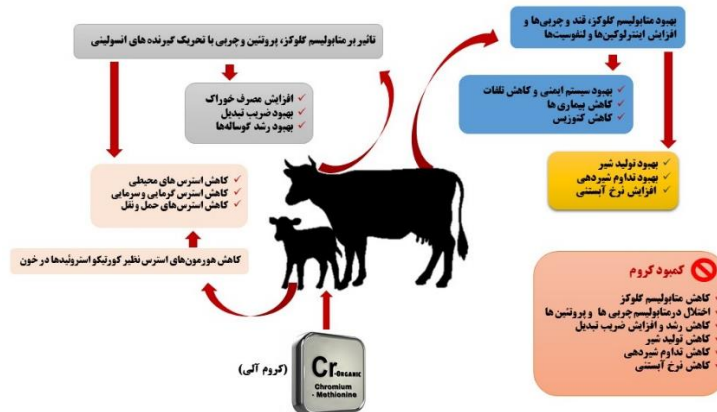 تاثیر بر متابولیسم گلوکز، پروتئین و چربی با تحریک گیرنده های انسولینی
افزایش مصرف خوراک
بهبود ضریب تبدیل
بهبود رشد گوساله‌ها
کاهش استرس های محیطی
کاهش استرس گرمایی و سرمایی
کاهش استرس‌های حمل و نقل
کاهش هورمون‌های استرس نظیر کورتیکو استروئیدها در خون
بهبود متابولیسم گلوکز، قند و چربی‌ها و
افزایش اینترلوکین‌ها و لنفوسیت‌ها
بهبود سیستم ایمنی و کاهش تلفات
کاهش بیماری ها
کاهش کتوزیس
بهبود تولید شیر
بهبود تداوم شیردهی
افزایش نرخ آبستنی
کمبود کروم
کاهش متابولیسم گلوکز
اختلال در متابولیسم چربی ها و پروتئین ها
کاهش رشد و افزایش ضریب تبدیل
کاهش تولید شیر
کاهش تداوم شیردهی
کاهش نرخ آبستنی
(کروم آلی)
Cr-ORGANIC
Chromium
- Methionine